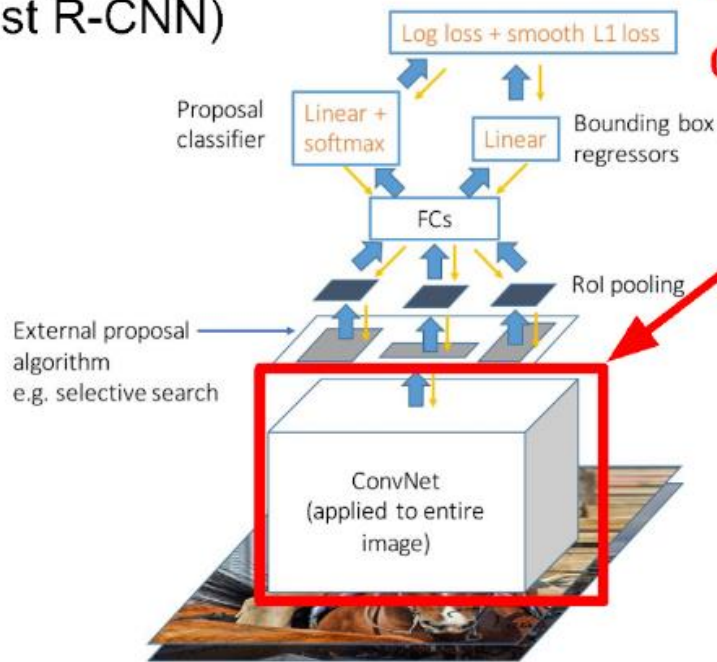 st R-CNN)
Log loss + smooth L1 loss
Proposal
classifier
Linear +
softmax
Linear
Bounding box
regressors
FCs
RoI pooling
External proposal
algorithm
e.g. selective search
ConvNet
(applied to entire
image)